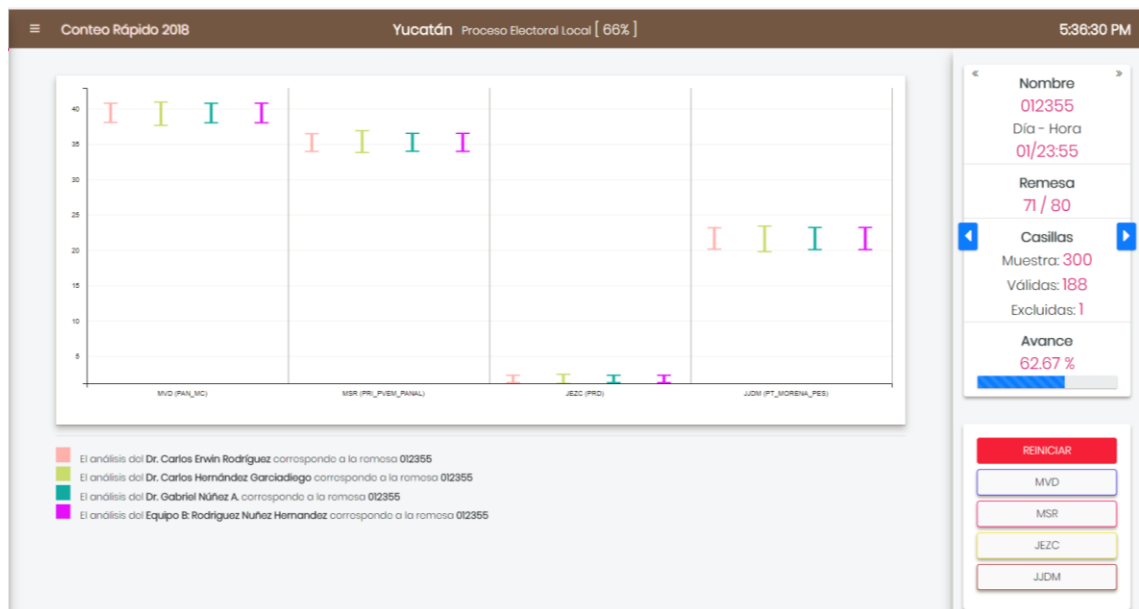 ≡ Conteo Rápido 2018 Yucatán Proceso Electoral Local [ 66% ] 5:36:30 PM
40
35
30
25
20
15
10
5
MVD (PAN_MC) MSR (PRI_PVEM_PANAL) JEZC (PRD) JJDM (PT_MORENA_PES)
El análisis del Dr. Carlos Erwin Rodríguez corresponde a la remesa 012355
El análisis del Dr. Carlos Hernández Garciadiego corresponde a la remesa 012355
El análisis del Dr. Gabriel Núñez A. corresponde a la remesa 012355
El análisis del Equipo B: Rodriguez Nuñez Hernandez corresponde a la remesa 012355
« »
Nombre
012355
Día - Hora
01/23:55
Remesa
71 / 80
Casillas
Muestra: 300
Válidas: 188
Excluidas: 1
Avance
62.67 %
REINICIAR
MVD
MSR
JEZC
JJDM